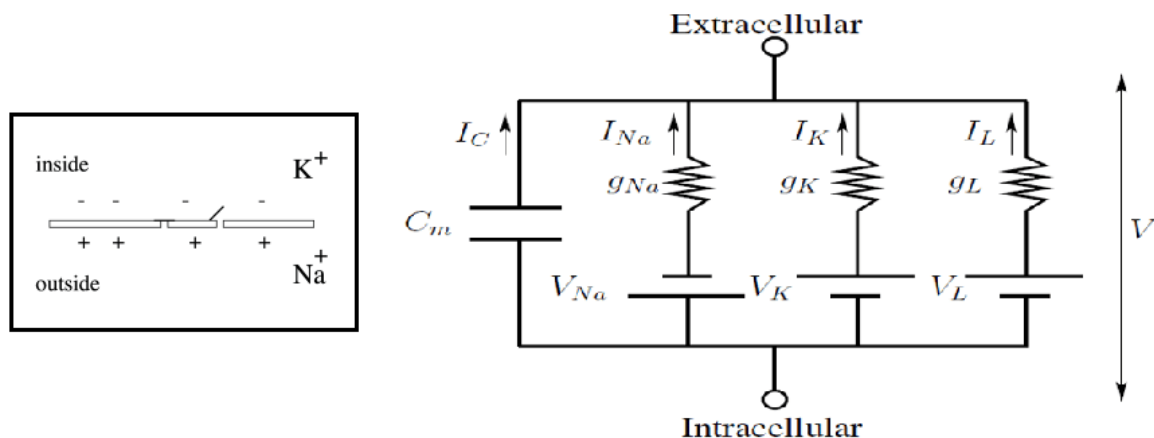 inside
K+
- - - -
+ + + +
Na+
outside
Extracellular
I_C I_Na I_K I_L
g_Na g_K g_L
C_m
V
V_Na V_K V_L
Intracellular